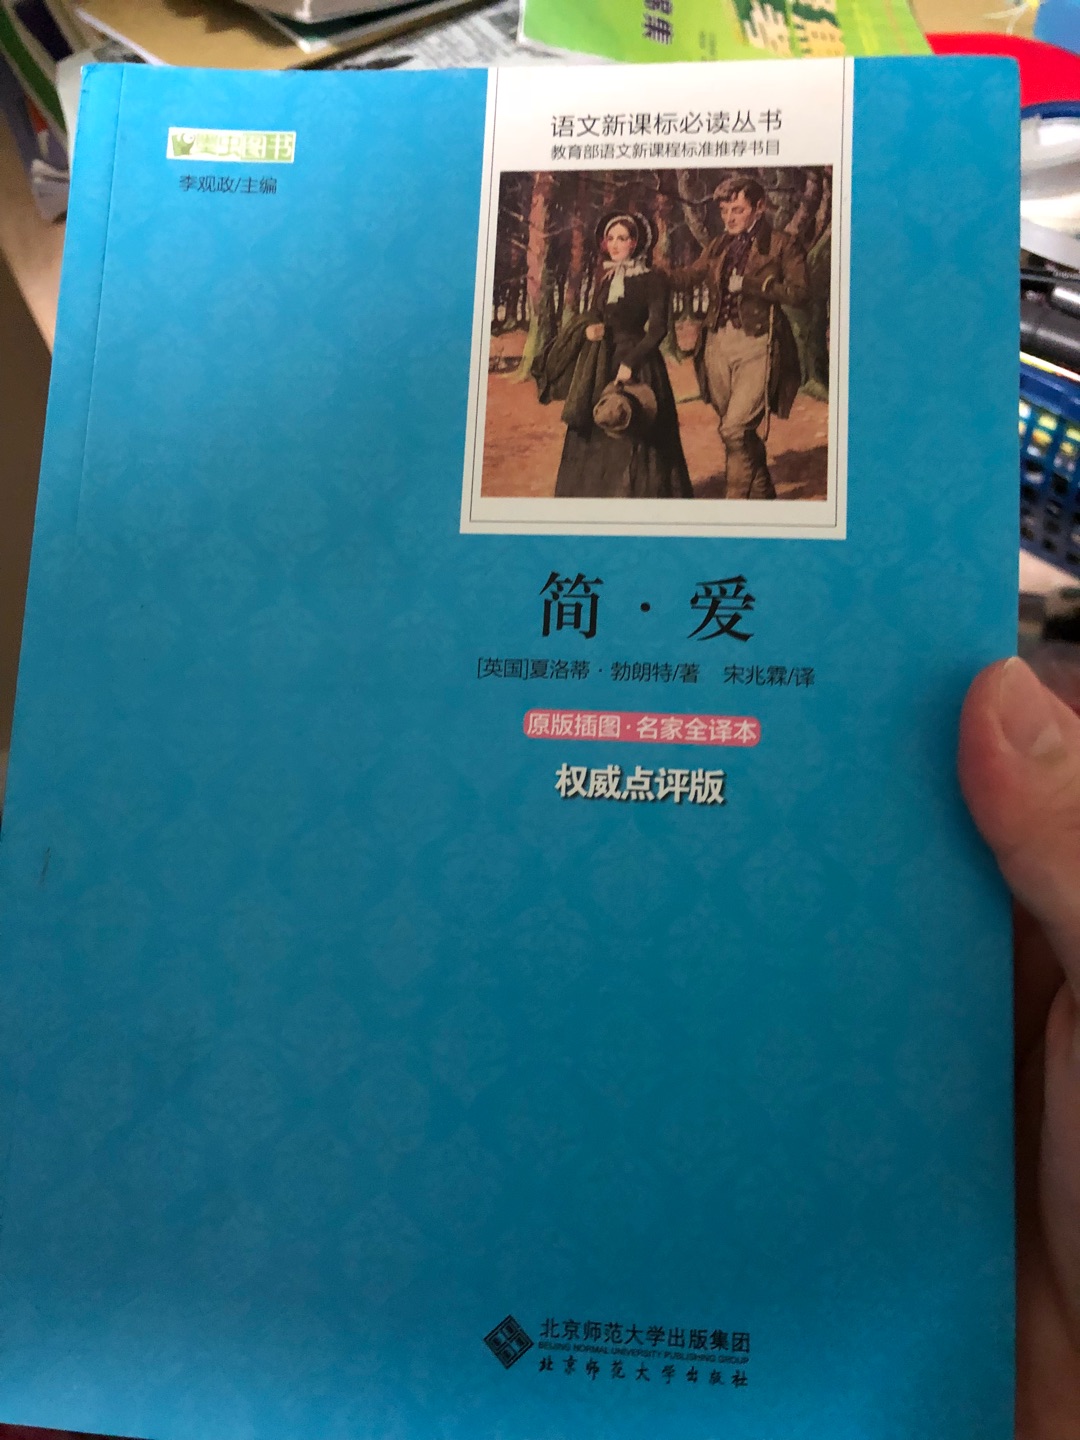 图书
李观政/主编
语文新课标必读丛书
教育部语文新课程标准推荐书目
简·爱
[英国]夏洛蒂·勃朗特/著 宋兆霖/译
原版插图·名家全译本
权威点评版
北京师范大学出版集团
BEIJING NORMAL UNIVERSITY PUBLISHING GROUP
北京师范大学出版社